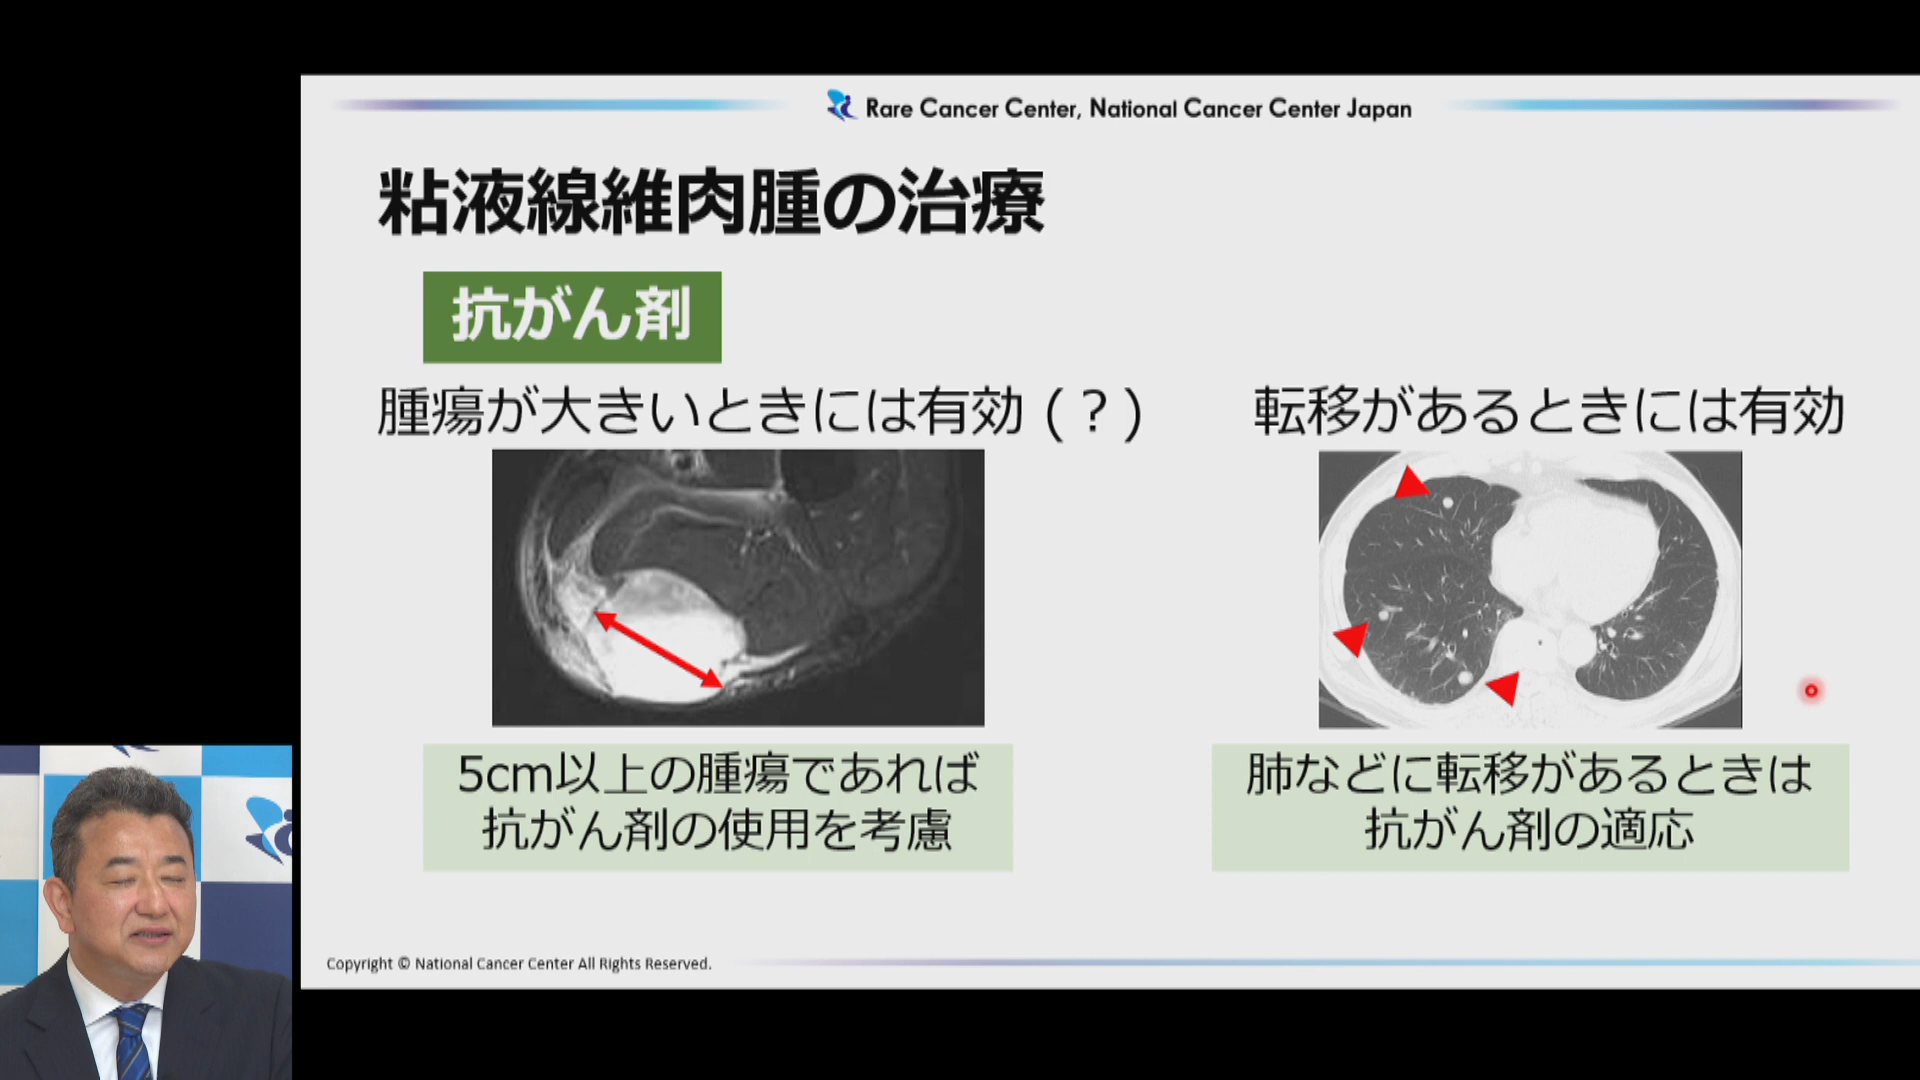 Rare Cancer Center, National Cancer Center Japan
粘液線維肉腫の治療
抗がん剤
腫瘍が大きいときには有効(？)
転移があるときには有効
5cm以上の腫瘍であれば
抗がん剤の使用を考慮
肺などに転移があるときは
抗がん剤の適応
Copyright © National Cancer Center All Rights Reserved.